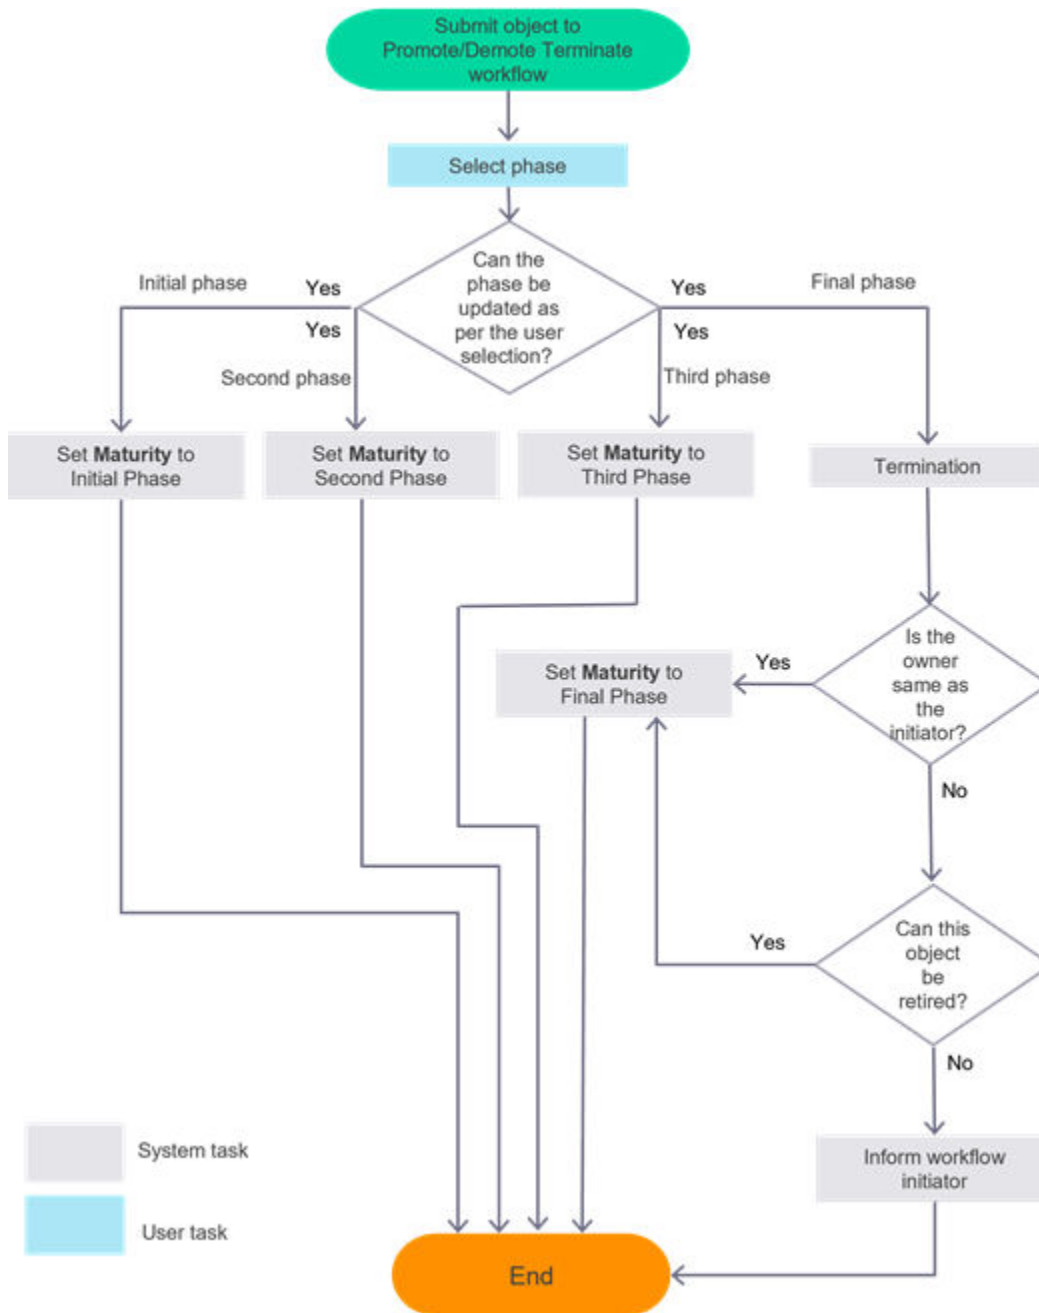 Submit object to
Promote/Demote Terminate
workflow
Select phase
Can the
phase be
updated as
per the user
selection?
Initial phase
Yes
Yes
Final phase
Yes
Yes
Second phase
Third phase
Set Maturity to
Initial Phase
Set Maturity to
Second Phase
Set Maturity to
Third Phase
Termination
Is the
owner
same as
the
initiator?
Yes
Set Maturity to
Final Phase
No
Can this
object
be
retired?
Yes
No
Inform workflow
initiator
System task
User task
End